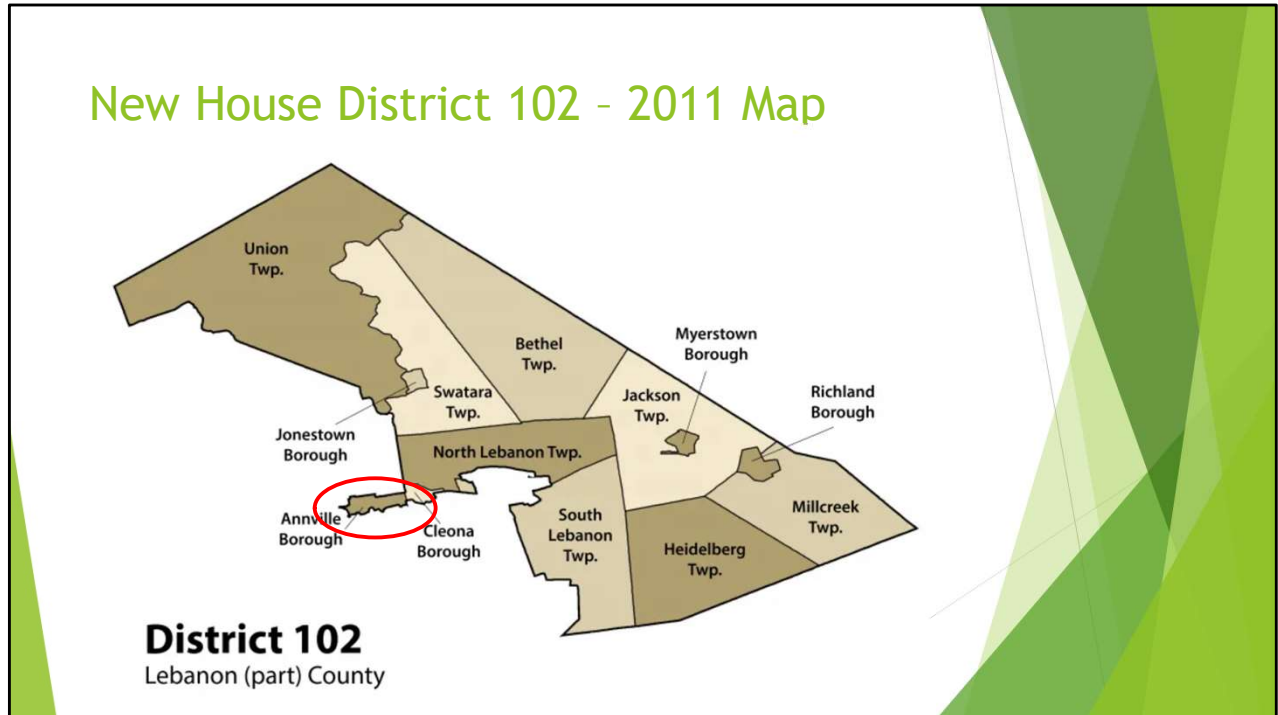 New House District 102 – 2011 Map
Union
Twp.
Bethel
Twp.
Myerstown
Borough
Swatara
Twp.
Jackson
Twp.
Richland
Borough
Jonestown
Borough
North Lebanon Twp.
Annville
Borough
Cleona
Borough
South
Lebanon
Twp.
Heidelberg
Twp.
Millcreek
Twp.
District 102
Lebanon (part) County